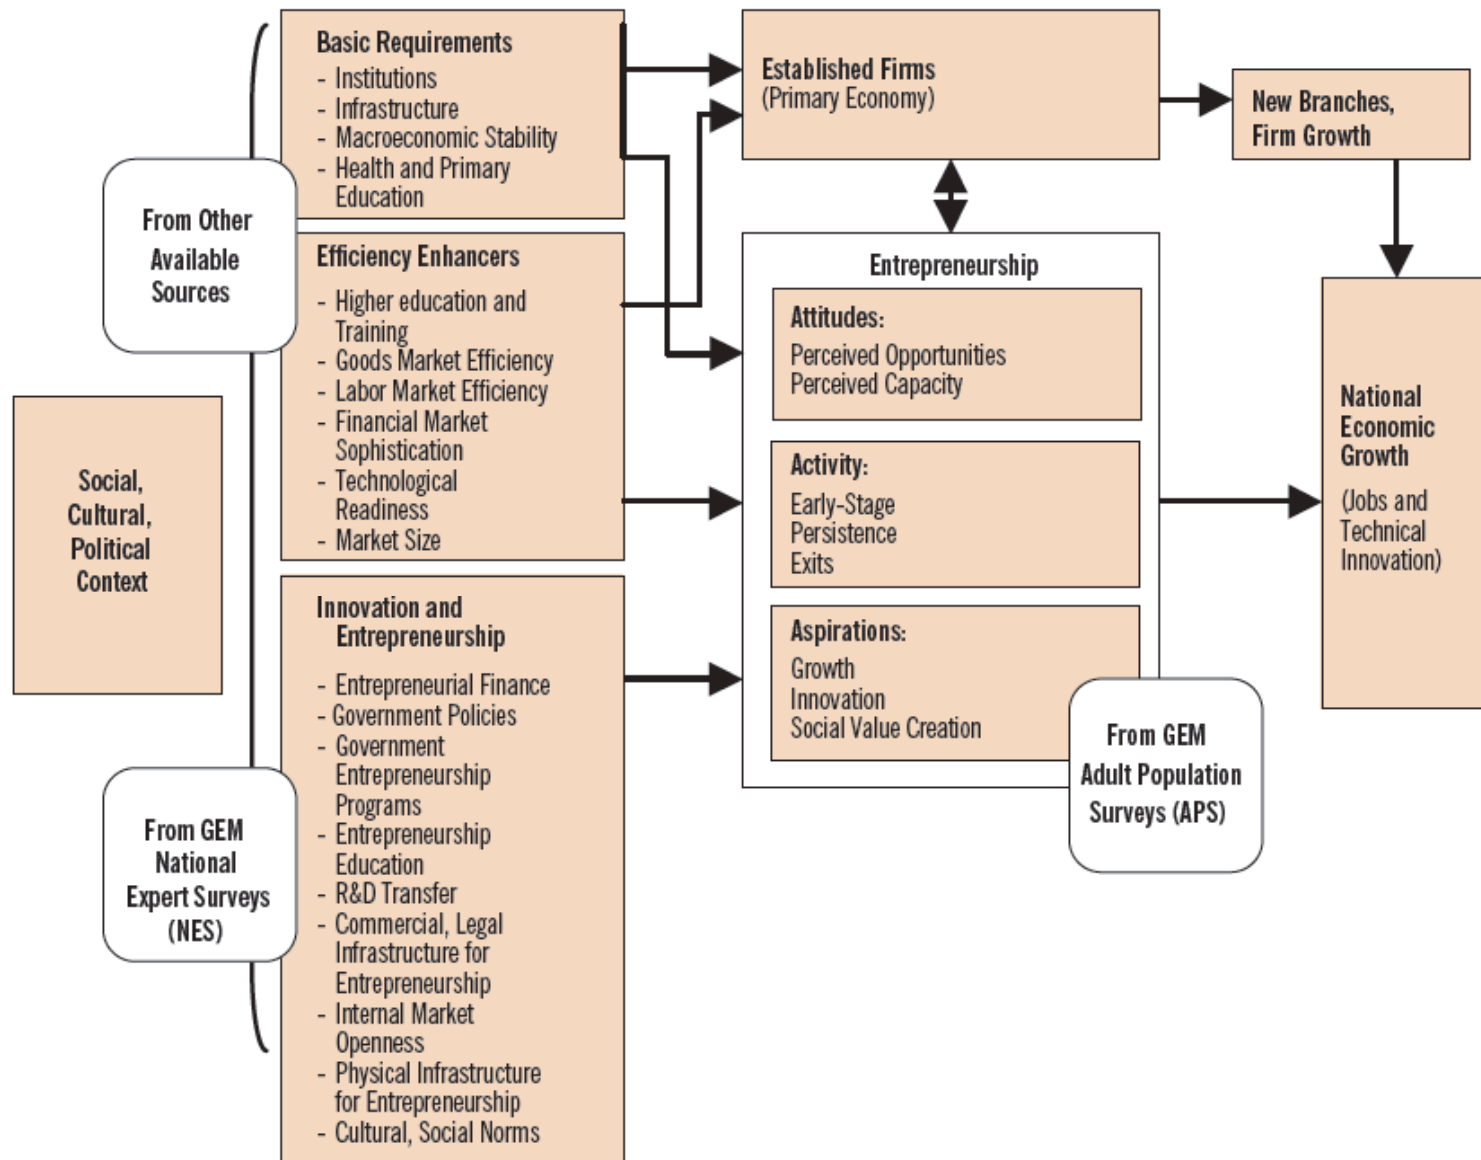 Social,
Cultural,
Political
Context
From Other
Available
Sources
From GEM
National
Expert Surveys
(NES)
Basic Requirements
- Institutions
- Infrastructure
- Macroeconomic Stability
- Health and Primary
Education
Efficiency Enhancers
- Higher education and
Training
- Goods Market Efficiency
- Labor Market Efficiency
- Financial Market
Sophistication
- Technological
Readiness
- Market Size
Innovation and
Entrepreneurship
- Entrepreneurial Finance
- Government Policies
- Government
Entrepreneurship
Programs
- Entrepreneurship
Education
- R&D Transfer
- Commercial, Legal
Infrastructure for
Entrepreneurship
- Internal Market
Openness
- Physical Infrastructure
for Entrepreneurship
- Cultural, Social Norms
Established Firms
(Primary Economy)
Entrepreneurship
Attitudes:
Perceived Opportunities
Perceived Capacity
Activity:
Early-Stage
Persistence
Exits
Aspirations:
Growth
Innovation
Social Value Creation
From GEM
Adult Population
Surveys (APS)
New Branches,
Firm Growth
National
Economic
Growth
(Jobs and
Technical
Innovation)